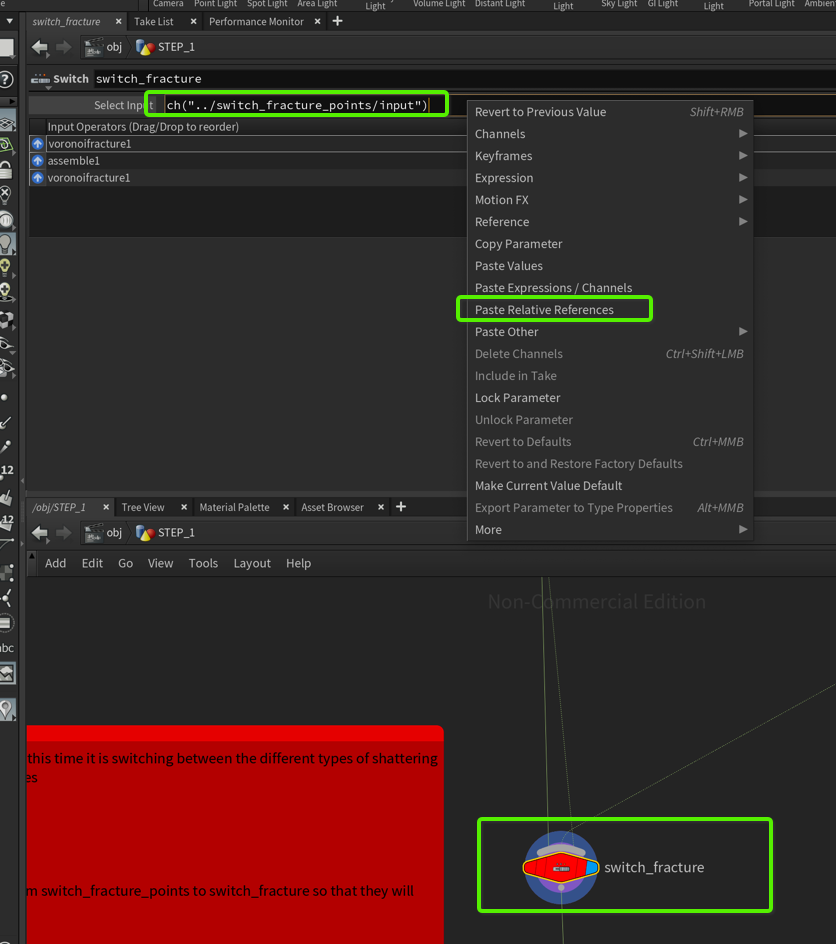 e
Camera Point Light Spot Light Area Light Light Volume Light Distant Light Light Sky Light GI Light Light Portal Light Ambien
switch_fracture × Take List × Performance Monitor × +
obj STEP_1
Switch switch_fracture
Select Input ch("../switch_fracture_points/input")
Input Operators (Drag/Drop to reorder)
voronoifracture1
assemble1
voronoifracture1
Revert to Previous Value Shift+RMB
Channels
Keyframes
Expression
Motion FX
Reference
Copy Parameter
Paste Values
Paste Expressions / Channels
Paste Relative References
Paste Other
Delete Channels Ctrl+Shift+LMB
Include in Take
Lock Parameter
Unlock Parameter
Revert to Defaults Ctrl+MMB
Revert to and Restore Factory Defaults
Make Current Value Default
Export Parameter to Type Properties Alt+MMB
More
12
12
abc
/obj/STEP_1 × Tree View × Material Palette × Asset Browser × +
obj STEP_1
Add Edit Go View Tools Layout Help
Non-Commercial Edition
this time it is switching between the different types of shattering
es
m switch_fracture_points to switch_fracture so that they will
switch_fracture